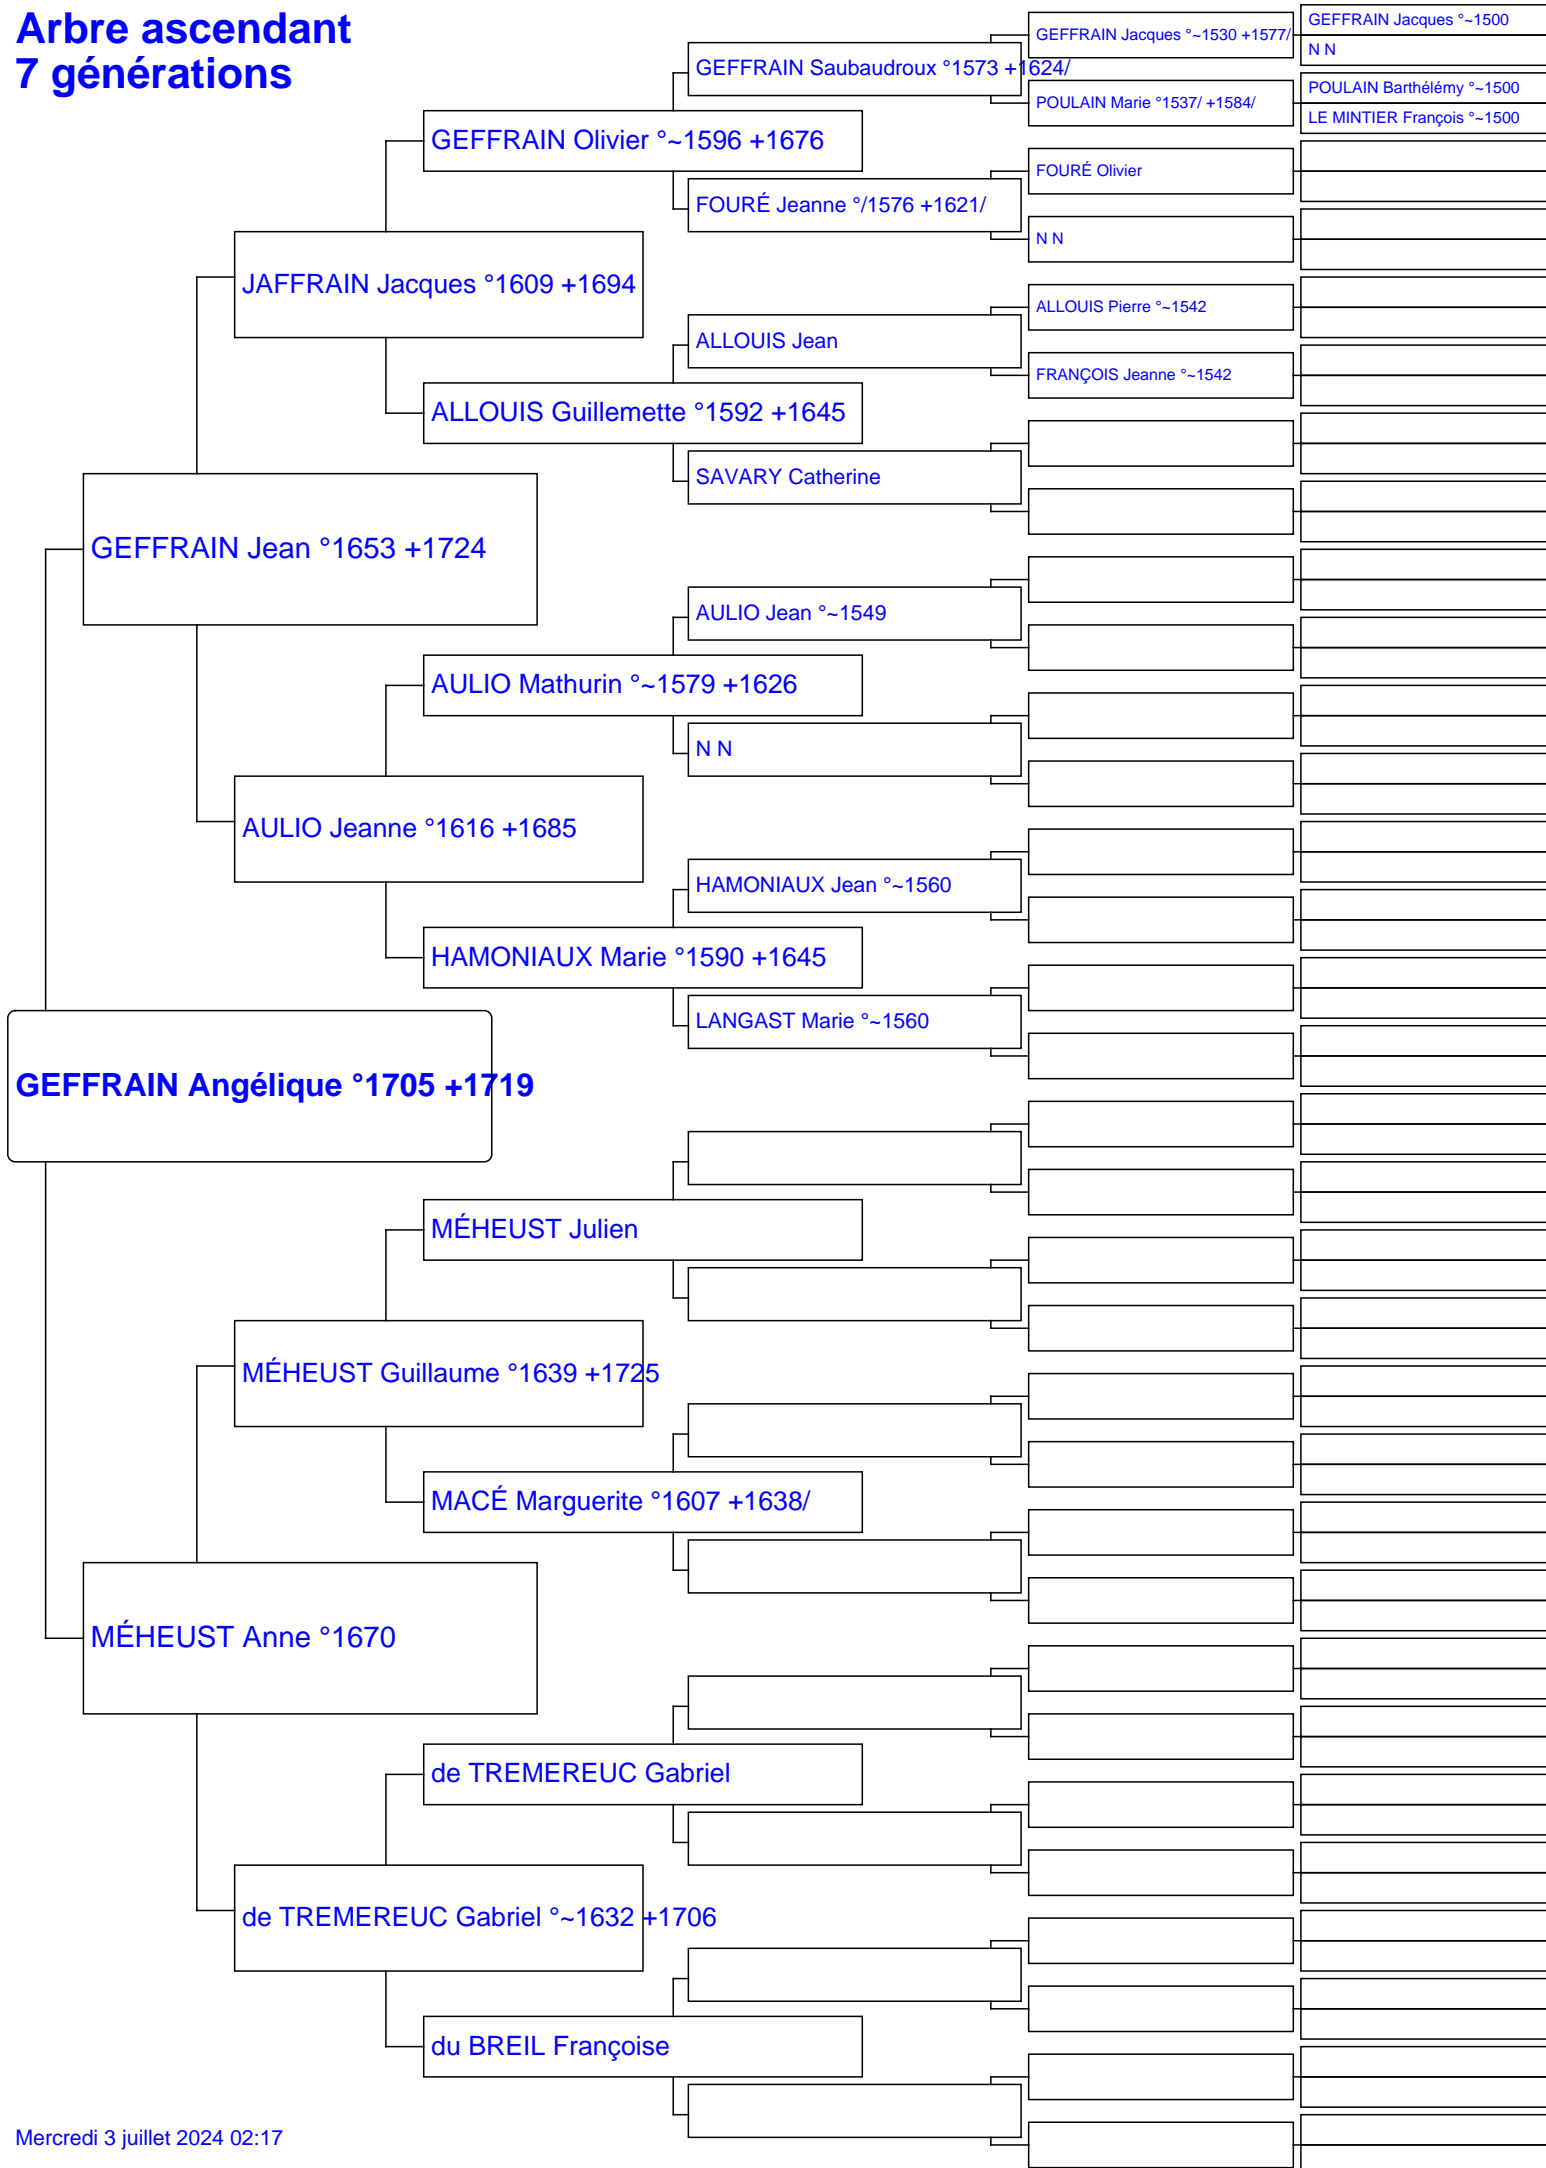 Arbre ascendant
7 générations
GEFFRAIN Jacques °~1500
N N
GEFFRAIN Jacques °~1530 +1577/
GEFFRAIN Saubaudroux °1573 +1624/
POULAIN Barthélémy °~1500
POULAIN Marie °1537/ +1584/
LE MINTIER François °~1500
GEFFRAIN Olivier °~1596 +1676
FOURÉ Olivier
FOURÉ Jeanne °/1576 +1621/
N N
JAFFRAIN Jacques °1609 +1694
ALLOUIS Pierre °~1542
ALLOUIS Jean
FRANÇOIS Jeanne °~1542
ALLOUIS Guillemette °1592 +1645
SAVARY Catherine
GEFFRAIN Jean °1653 +1724
AULIO Jean °~1549
AULIO Mathurin °~1579 +1626
N N
AULIO Jeanne °1616 +1685
HAMONIAUX Jean °~1560
HAMONIAUX Marie °1590 +1645
LANGAST Marie °~1560
GEFFRAIN Angélique °1705 +1719
MÉHEUST Julien
MÉHEUST Guillaume °1639 +1725
MACÉ Marguerite °1607 +1638/
MÉHEUST Anne °1670
de TREMEREUC Gabriel
de TREMEREUC Gabriel °~1632 +1706
du BREIL Françoise
Mercredi 3 juillet 2024 02:17